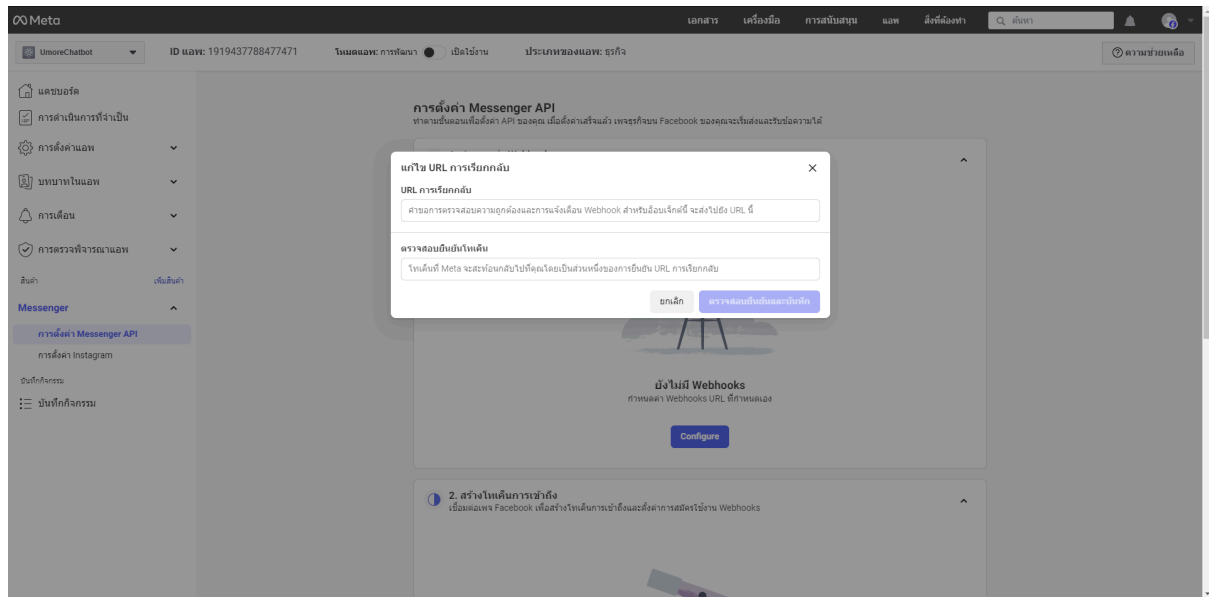 Meta
เอกสาร เครื่องมือ การสนับสนุน แอพ สิ่งที่ต้องทำ ค้นหา
UmoreChatbot ID แอพ: 1919437788477471 โหมดแอพ: การพัฒนา เปิดใช้งาน ประเภทของแอพ: ธุรกิจ ความช่วยเหลือ
แดชบอร์ด
การดำเนินการที่จำเป็น
การตั้งค่าแอพ
บทบาทในแอพ
การเตือน
การตรวจพิจารณาแอพ
สินค้า เพิ่มสินค้า
Messenger
การตั้งค่า Messenger API
การตั้งค่า Instagram
บันทึกกิจกรรม
บันทึกกิจกรรม
การตั้งค่า Messenger API
ทำตามขั้นตอนเพื่อตั้งค่า API ของคุณ เมื่อตั้งค่าเสร็จแล้ว เพจธุรกิจบน Facebook ของคุณจะเริ่มส่งและรับข้อความได้
แก้ไข URL การเรียกกลับ
URL การเรียกกลับ
คำขอการตรวจสอบความถูกต้องและการแจ้งเตือน Webhook สำหรับอ็อบเจ็กต์นี้ จะส่งไปยัง URL นี้
ตรวจสอบยืนยันโทเค็น
โทเค็นที่ Meta จะสะท้อนกลับไปที่คุณโดยเป็นส่วนหนึ่งของการยืนยัน URL การเรียกกลับ
ยกเลิก ตรวจสอบยืนยันและบันทึก
ยังไม่มี Webhooks
กำหนดค่า Webhooks URL ที่กำหนดเอง
Configure
2. สร้างโทเค็นการเข้าถึง
เชื่อมต่อเพจ Facebook เพื่อสร้างโทเค็นการเข้าถึงและตั้งค่าการสมัครใช้งาน Webhooks